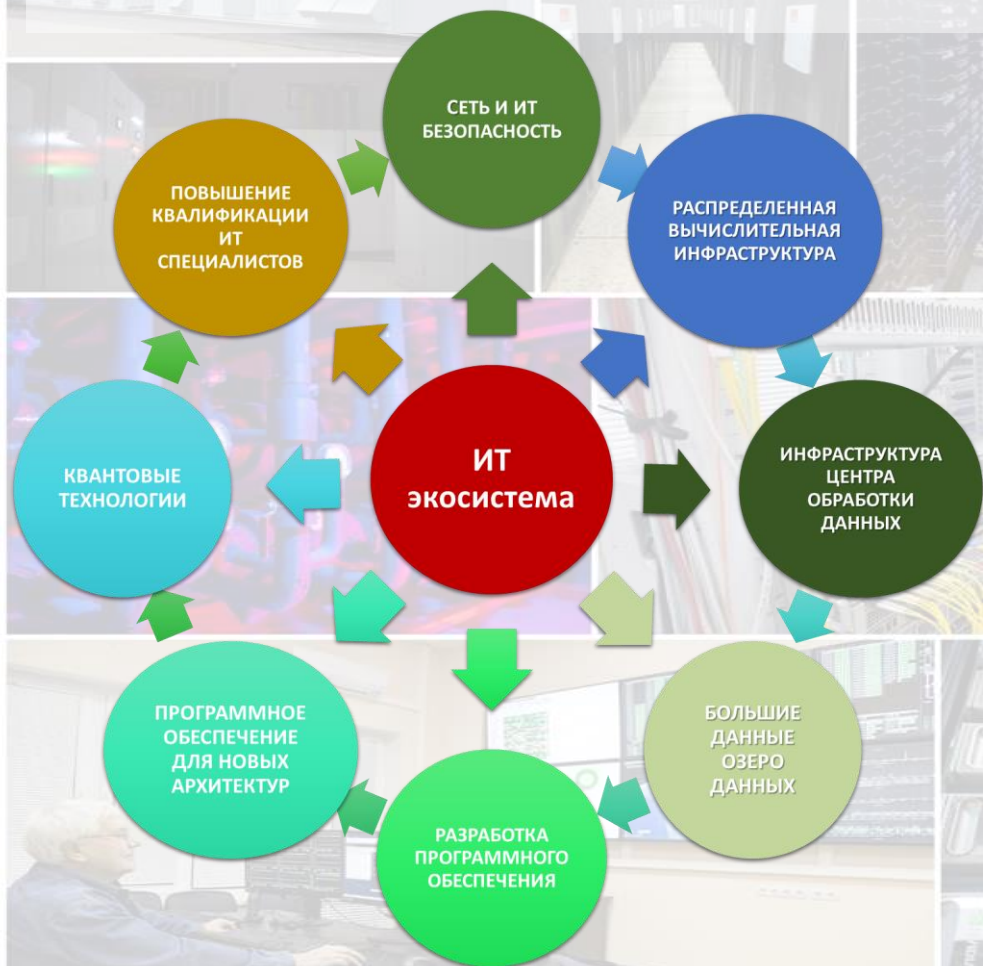 СЕТЬ И ИТ
БЕЗОПАСНОСТЬ
РАСПРЕДЕЛЕННАЯ
ВЫЧИСЛИТЕЛЬНАЯ
ИНФРАСТРУКТУРА
ИНФРАСТРУКТУРА
ЦЕНТРА
ОБРАБОТКИ
ДАННЫХ
БОЛЬШИЕ
ДАННЫЕ
ОЗЕРО
ДАННЫХ
РАЗРАБОТКА
ПРОГРАММНОГО
ОБЕСПЕЧЕНИЯ
ПРОГРАММНОЕ
ОБЕСПЕЧЕНИЕ
ДЛЯ НОВЫХ
АРХИТЕКТУР
КВАНТОВЫЕ
ТЕХНОЛОГИИ
ПОВЫШЕНИЕ
КВАЛИФИКАЦИИ
ИТ
СПЕЦИАЛИСТОВ
ИТ
экосистема